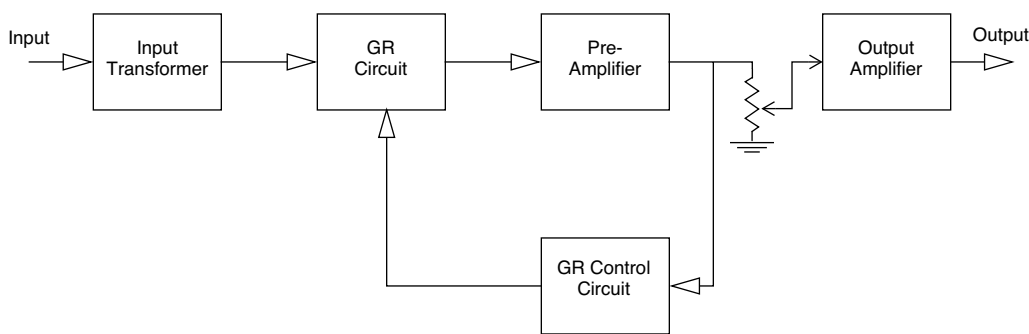 Input
Input
Transformer
GR
Circuit
Pre-
Amplifier
Output
Amplifier
Output
GR Control
Circuit